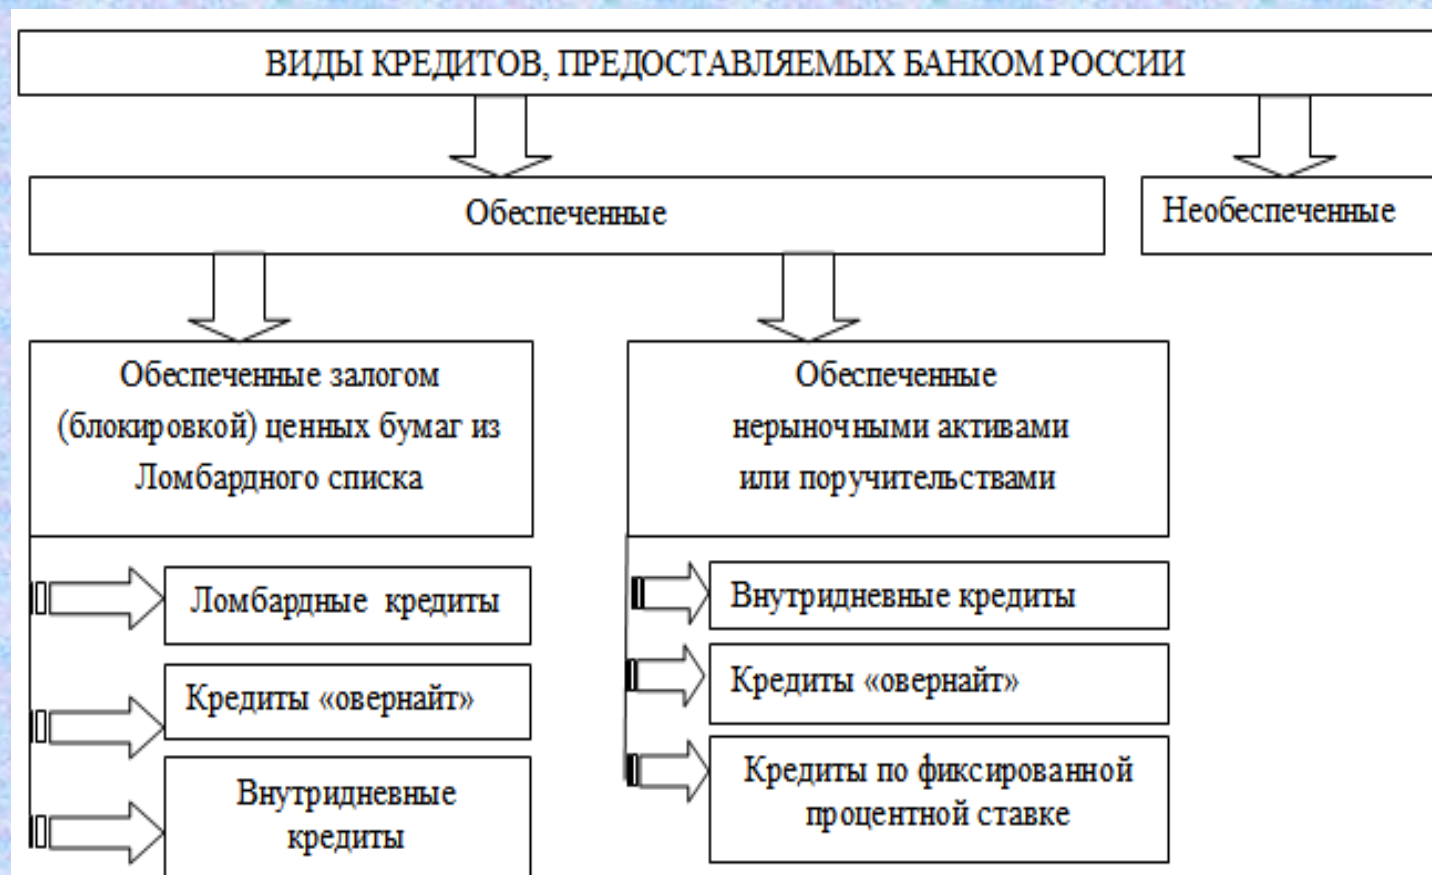 ВИДЫ КРЕДИТОВ, ПРЕДОСТАВЛЯЕМЫХ БАНКОМ РОССИИ
Обеспеченные
Необеспеченные
Обеспеченные залогом
(блокировкой) ценных бумаг из
Ломбардного списка
Ломбардные кредиты
Кредиты «овернайт»
Внутридневные
кредиты
Обеспеченные
нерыночными активами
или поручительствами
Внутридневные кредиты
Кредиты «овернайт»
Кредиты по фиксированной
процентной ставке